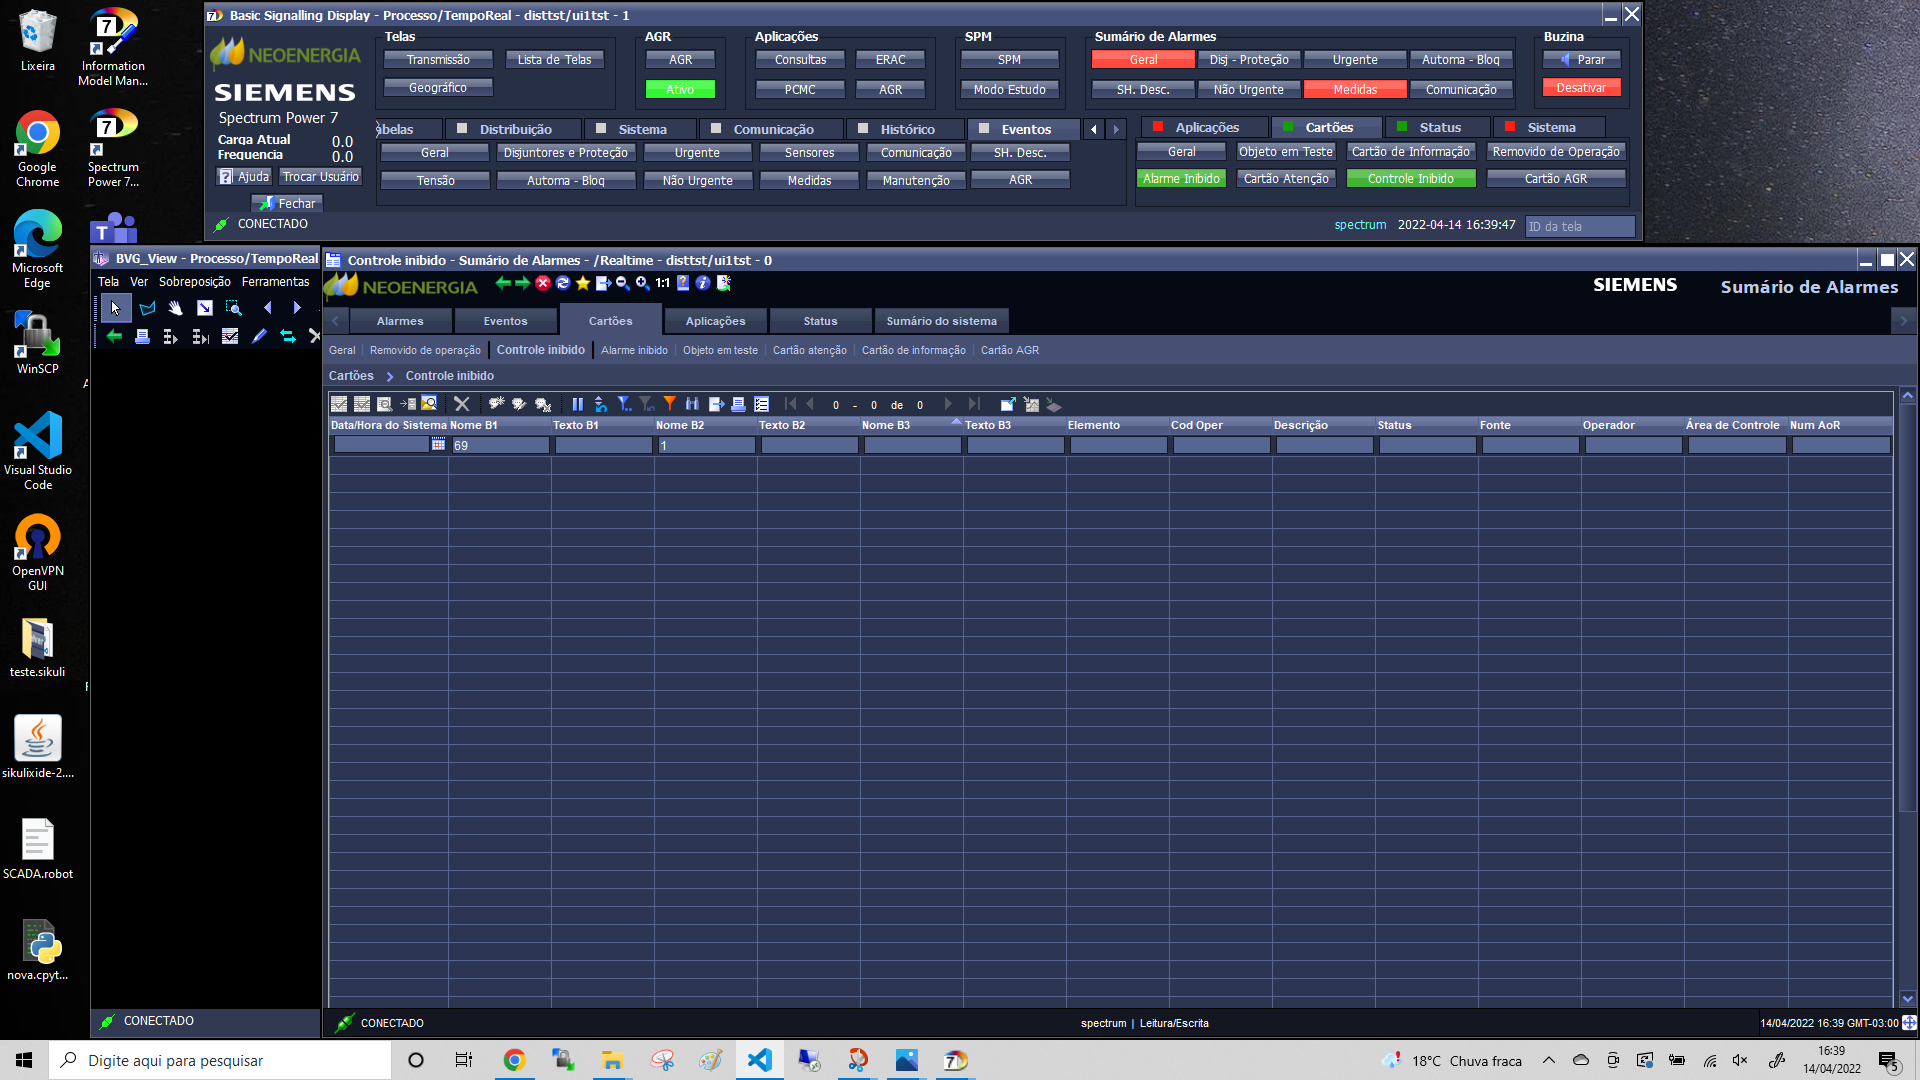 Lixeira
Information
Model Man...
Google
Chrome
Spectrum
Power 7...
Microsoft
Edge
WinSCP
Visual Studio
Code
OpenVPN
GUI
teste.sikuli
sikulixide-2....
SCADA.robot
nova.cpyt...
Basic Signalling Display - Processo/TempoReal - disttst/ui1tst - 1
NEOENERGIA
SIEMENS
Spectrum Power 7
Carga Atual 0.0
Frequencia 0.0
Ajuda Trocar Usuário
Fechar
CONECTADO
Telas
Transmissão Lista de Telas
Geográfico
AGR
AGR
Ativo
Aplicações
Consultas ERAC
PCMC AGR
SPM
SPM
Modo Estudo
Sumário de Alarmes
Geral Disj - Proteção Urgente Automa - Bloq
SH. Desc. Não Urgente Medidas Comunicação
Buzina
Parar
Desativar
abelas Distribuição Sistema Comunicação Histórico Eventos
Geral Disjuntores e Proteção Urgente Sensores Comunicação SH. Desc.
Tensão Automa - Bloq Não Urgente Medidas Manutenção AGR
Aplicações Cartões Status Sistema
Geral Objeto em Teste Cartão de Informação Removido de Operação
Alarme Inibido Cartão Atenção Controle Inibido Cartão AGR
spectrum 2022-04-14 16:39:47 ID da tela
BVG_View - Processo/TempoReal
Tela Ver Sobreposição Ferramentas
CONECTADO
Controle inibido - Sumário de Alarmes - /Realtime - disttst/ui1tst - 0
NEOENERGIA 1:1 SIEMENS Sumário de Alarmes
Alarmes Eventos Cartões Aplicações Status Sumário do sistema
Geral Removido de operação Controle inibido Alarme inibido Objeto em teste Cartão atenção Cartão de informação Cartão AGR
Cartões > Controle inibido
0 - 0 de 0
Data/Hora do Sistema Nome B1 Texto B1 Nome B2 Texto B2 Nome B3 Texto B3 Elemento Cod Oper Descrição Status Fonte Operador Área de Controle Num AoR
69 1
CONECTADO
spectrum | Leitura/Escrita
14/04/2022 16:39 GMT-03:00
Digite aqui para pesquisar
18°C Chuva fraca
16:39
14/04/2022
5